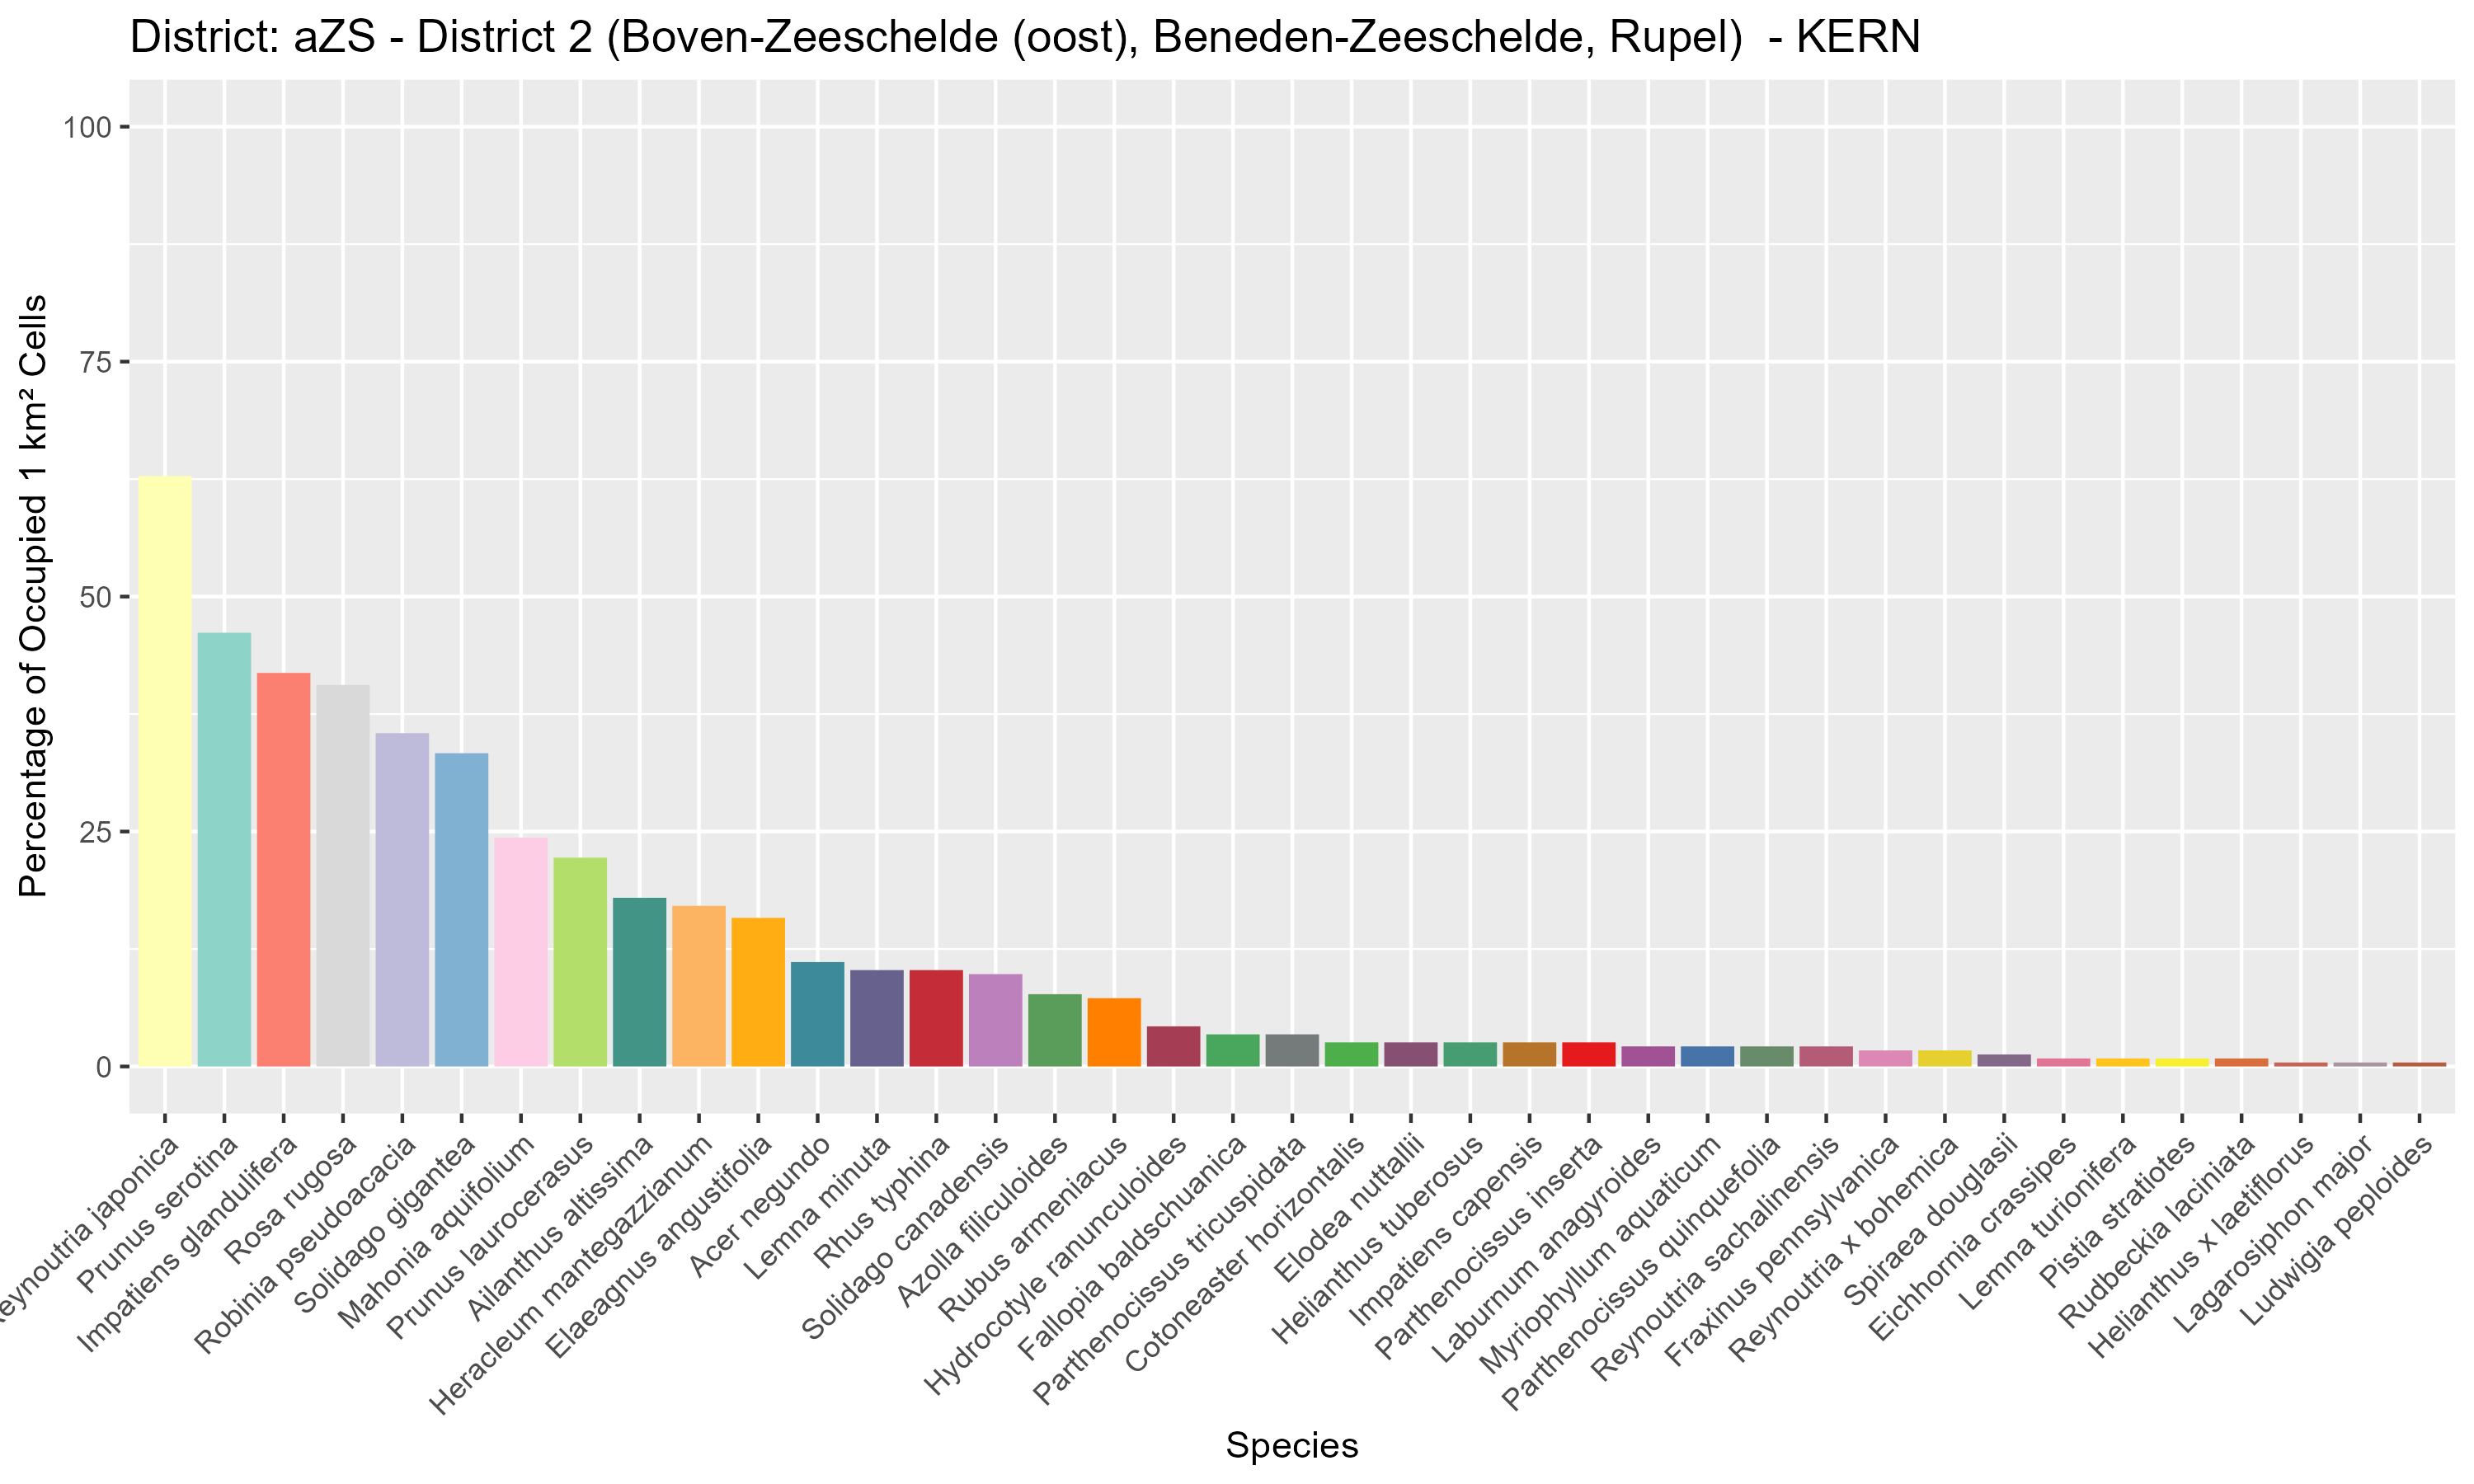 District: aZS - District 2 (Boven-Zeeschelde (oost), Beneden-Zeeschelde, Rupel)  - KERN
Percentage of Occupied 1 km² Cells
100
75
50
25
0
eynoutria japonica
Prunus serotina
Impatiens glandulifera
Rosa rugosa
Robinia pseudoacacia
Solidago gigantea
Mahonia aquifolium
Prunus laurocerasus
Ailanthus altissima
Heracleum mantegazzianum
Elaeagnus angustifolia
Acer negundo
Lemna minuta
Rhus typhina
Solidago canadensis
Azolla filiculoides
Rubus armeniacus
Hydrocotyle ranunculoides
Fallopia baldschuanica
Parthenocissus tricuspidata
Cotoneaster horizontalis
Elodea nuttallii
Helianthus tuberosus
Impatiens capensis
Parthenocissus inserta
Laburnum anagyroides
Myriophyllum aquaticum
Parthenocissus quinquefolia
Reynoutria sachalinensis
Fraxinus pennsylvanica
Reynoutria x bohemica
Spiraea douglasii
Eichhornia crassipes
Lemna turionifera
Pistia stratiotes
Rudbeckia laciniata
Helianthus x laetiflorus
Lagarosiphon major
Ludwigia peploides
Species